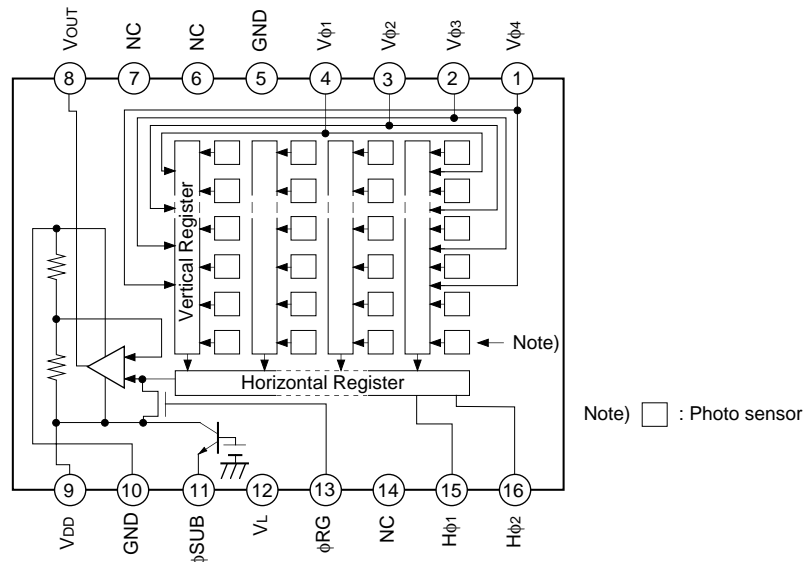 VOUT
NC
NC
GND
Vϕ1
Vϕ2
Vϕ3
Vϕ4
8
7
6
5
4
3
2
1
Vertical Register
Note)
Horizontal Register
Note) : Photo sensor
9
10
11
12
13
14
15
16
VDD
GND
ϕSUB
VL
ϕRG
NC
Hϕ1
Hϕ2